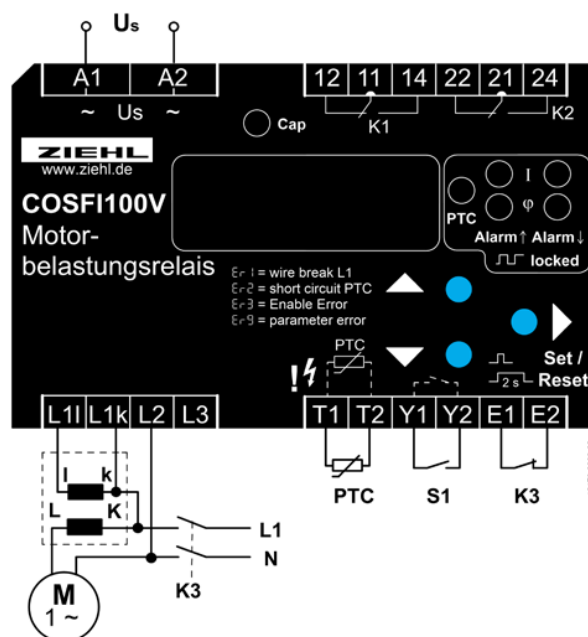 Us
A1 A2
12 11 14 22 21 24
~ Us ~
K1
K2
Cap
ZIEHL
www.ziehl.de
COSFI100V
Motor-
belastungsrelais
I
φ
PTC
Alarm↑ Alarm↓
locked
Er1 = wire break L1
Er2 = short circuit PTC
Er3 = Enable Error
Er9 = parameter error
PTC
Set /
2 s Reset
!
L1l L1k L2 L3
T1 T2 Y1 Y2 E1 E2
l k
L K
PTC S1 K3
L1
N
K3
M
1 ~